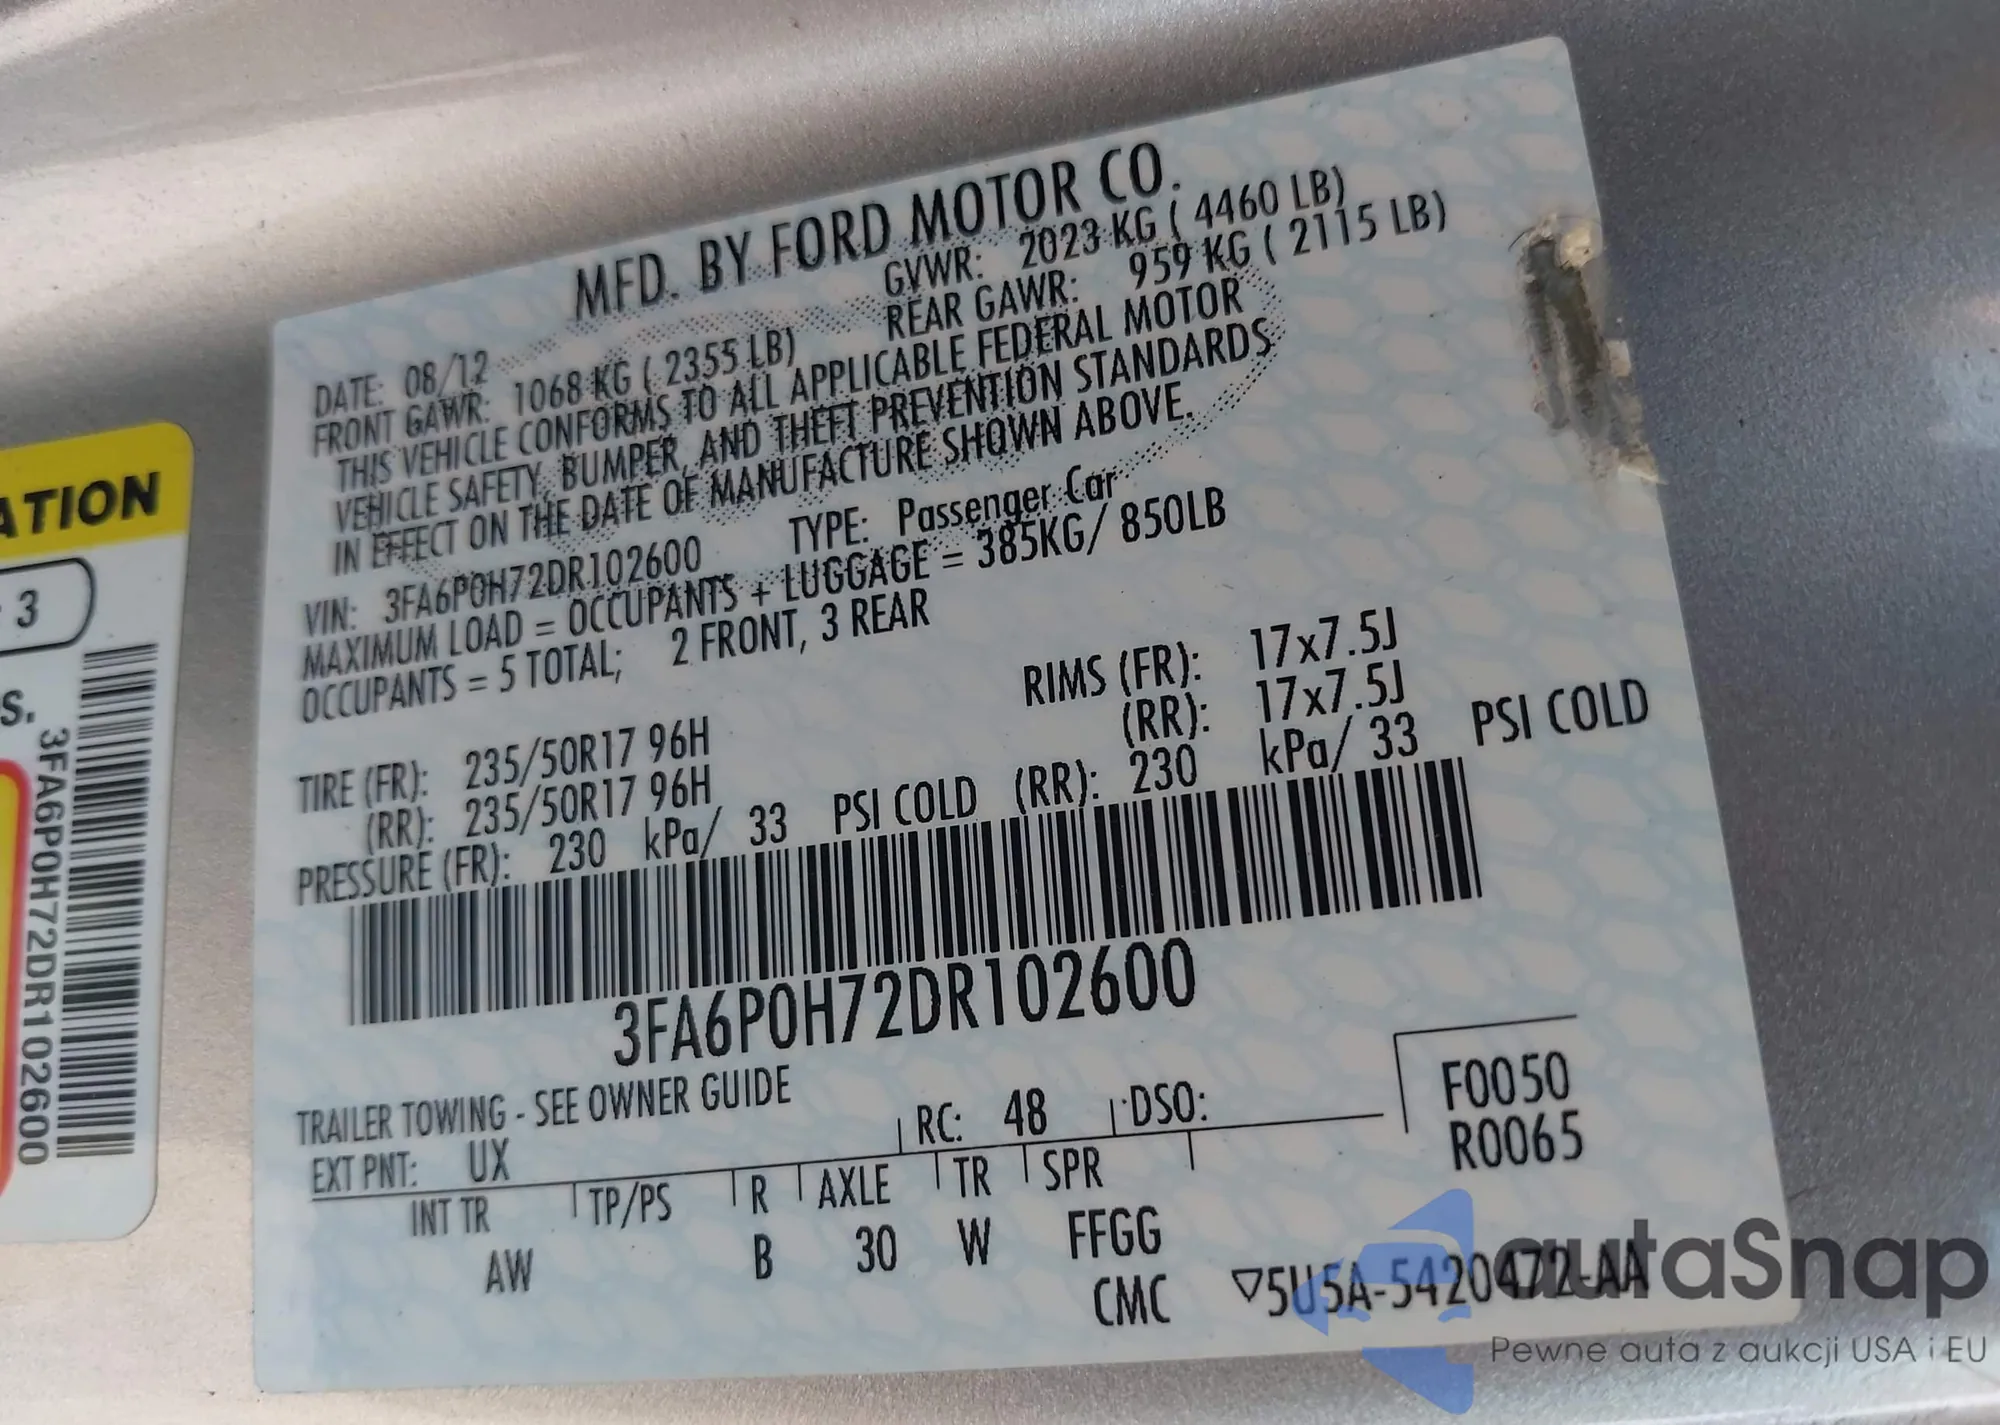 MFD. BY FORD MOTOR CO.
DATE: 08/12 GVWR: 2023 KG ( 4460 LB)
FRONT GAWR: 1068 KG ( 2355 LB) REAR GAWR: 959 KG ( 2115 LB)
THIS VEHICLE CONFORMS TO ALL APPLICABLE FEDERAL MOTOR
VEHICLE SAFETY, BUMPER, AND THEFT PREVENTION STANDARDS
IN EFFECT ON THE DATE OF MANUFACTURE SHOWN ABOVE.
VIN: 3FA6P0H72DR102600 TYPE: Passenger Car
MAXIMUM LOAD = OCCUPANTS + LUGGAGE = 385KG/ 850LB
OCCUPANTS = 5 TOTAL; 2 FRONT, 3 REAR
TIRE (FR): 235/50R17 96H RIMS (FR): 17x7.5J
(RR): 235/50R17 96H (RR): 17x7.5J
PRESSURE (FR): 230 kPa/ 33 PSI COLD (RR): 230 kPa/ 33 PSI COLD
3FA6P0H72DR102600
TRAILER TOWING - SEE OWNER GUIDE
F0050
R0065
EXT PNT: UX RC: 48 DSO:
INT TR TP/PS R AXLE TR SPR
AW B 30 W FFGG
CMC ▽5U5A-5420472-AA
ATION
3
S.
3FA6P0H72DR102600
autaSnap
Pewne auta z aukcji USA i EU